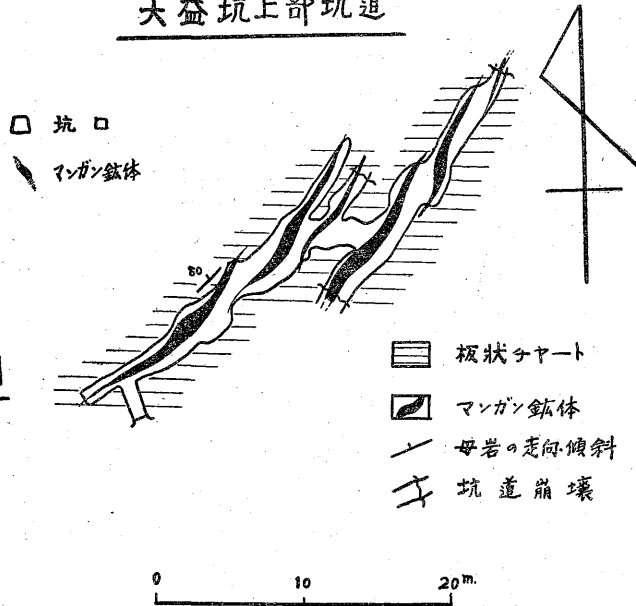 大盛坑上部坑道
坑口
マンガン鉱体
80
板状チャート
マンガン鉱体
母岩の走向.傾斜
坑道崩壊
0 10 20m.